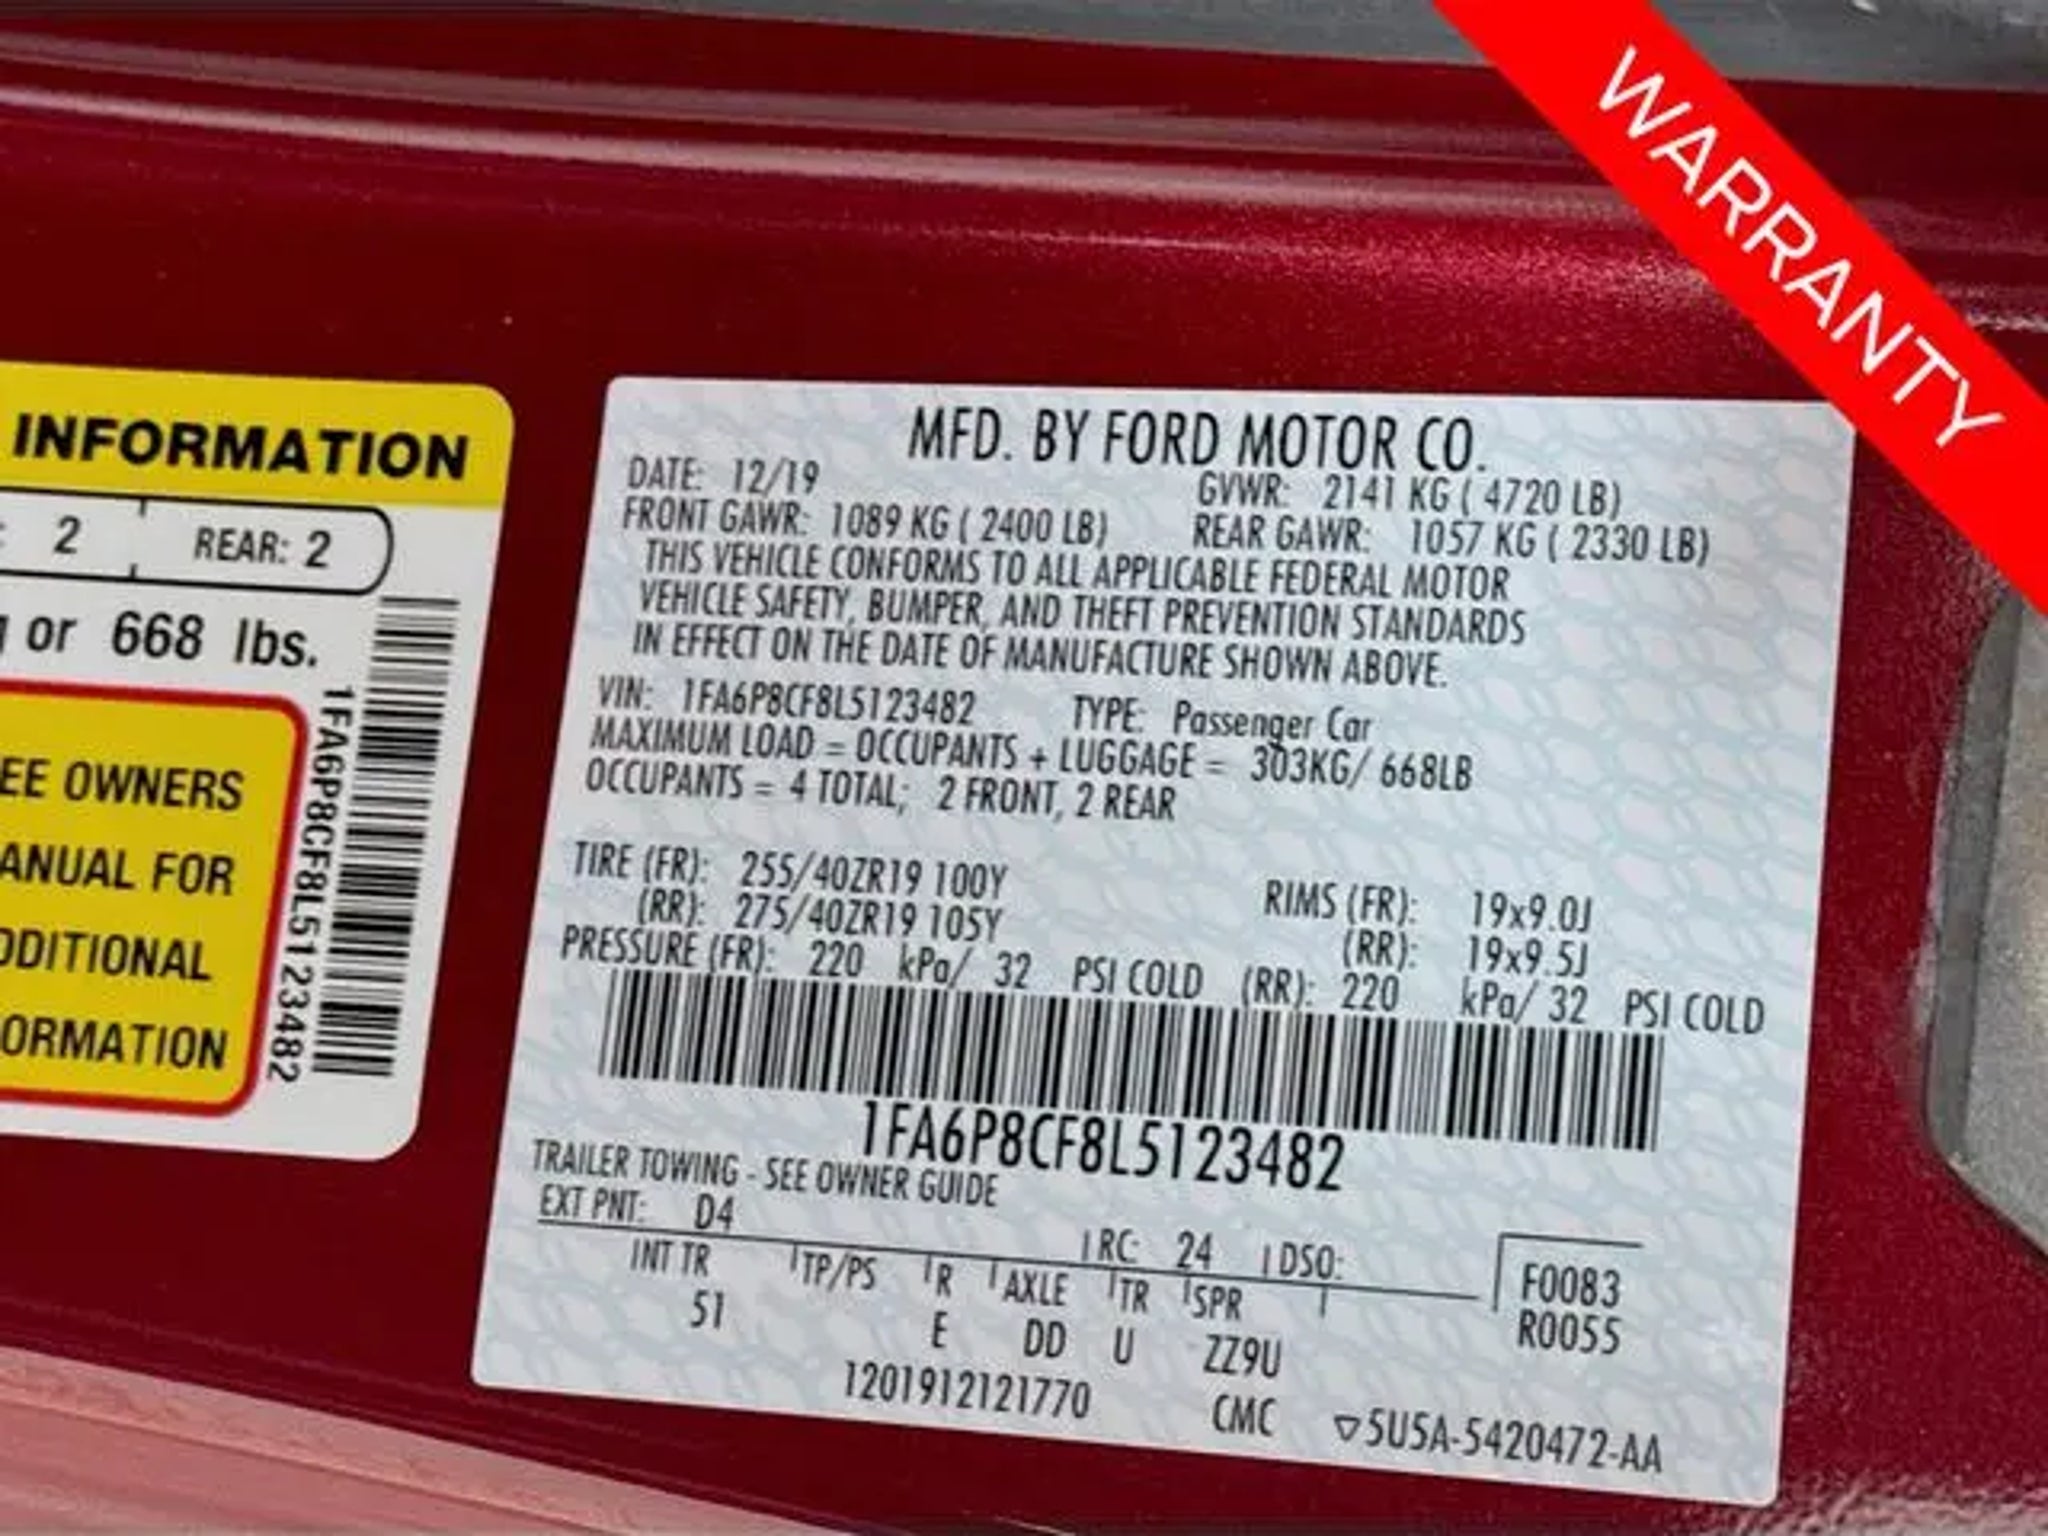 WARRANTY
INFORMATION
: 2 REAR: 2
or 668 lbs.
EE OWNERS
ANUAL FOR
DDITIONAL
ORMATION
1FA6P8CF8L5123482
MFD. BY FORD MOTOR CO.
DATE: 12/19 GVWR: 2141 KG ( 4720 LB)
FRONT GAWR: 1089 KG ( 2400 LB) REAR GAWR: 1057 KG ( 2330 LB)
THIS VEHICLE CONFORMS TO ALL APPLICABLE FEDERAL MOTOR
VEHICLE SAFETY, BUMPER, AND THEFT PREVENTION STANDARDS
IN EFFECT ON THE DATE OF MANUFACTURE SHOWN ABOVE.
VIN: 1FA6P8CF8L5123482 TYPE: Passenger Car
MAXIMUM LOAD = OCCUPANTS + LUGGAGE = 303KG/ 668LB
OCCUPANTS = 4 TOTAL; 2 FRONT, 2 REAR
TIRE (FR): 255/40ZR19 100Y RIMS (FR): 19x9.0J
(RR): 275/40ZR19 105Y (RR): 19x9.5J
PRESSURE (FR): 220 kPa/ 32 PSI COLD (RR): 220 kPa/ 32 PSI COLD
1FA6P8CF8L5123482
TRAILER TOWING - SEE OWNER GUIDE
EXT PNT: D4 RC: 24 DSO: F0083
INT TR TP/PS R AXLE TR SPR R0055
51 E DD U ZZ9U
1201912121770 CMC ▽5U5A-5420472-AA